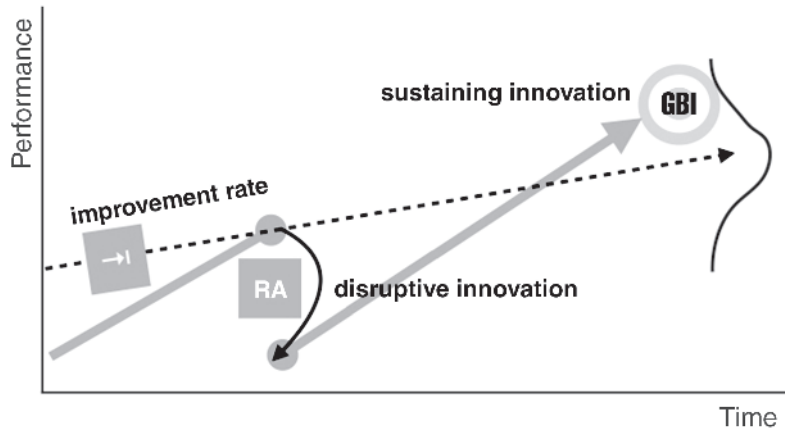 Performance
sustaining innovation
GBI
improvement rate
RA
disruptive innovation
Time